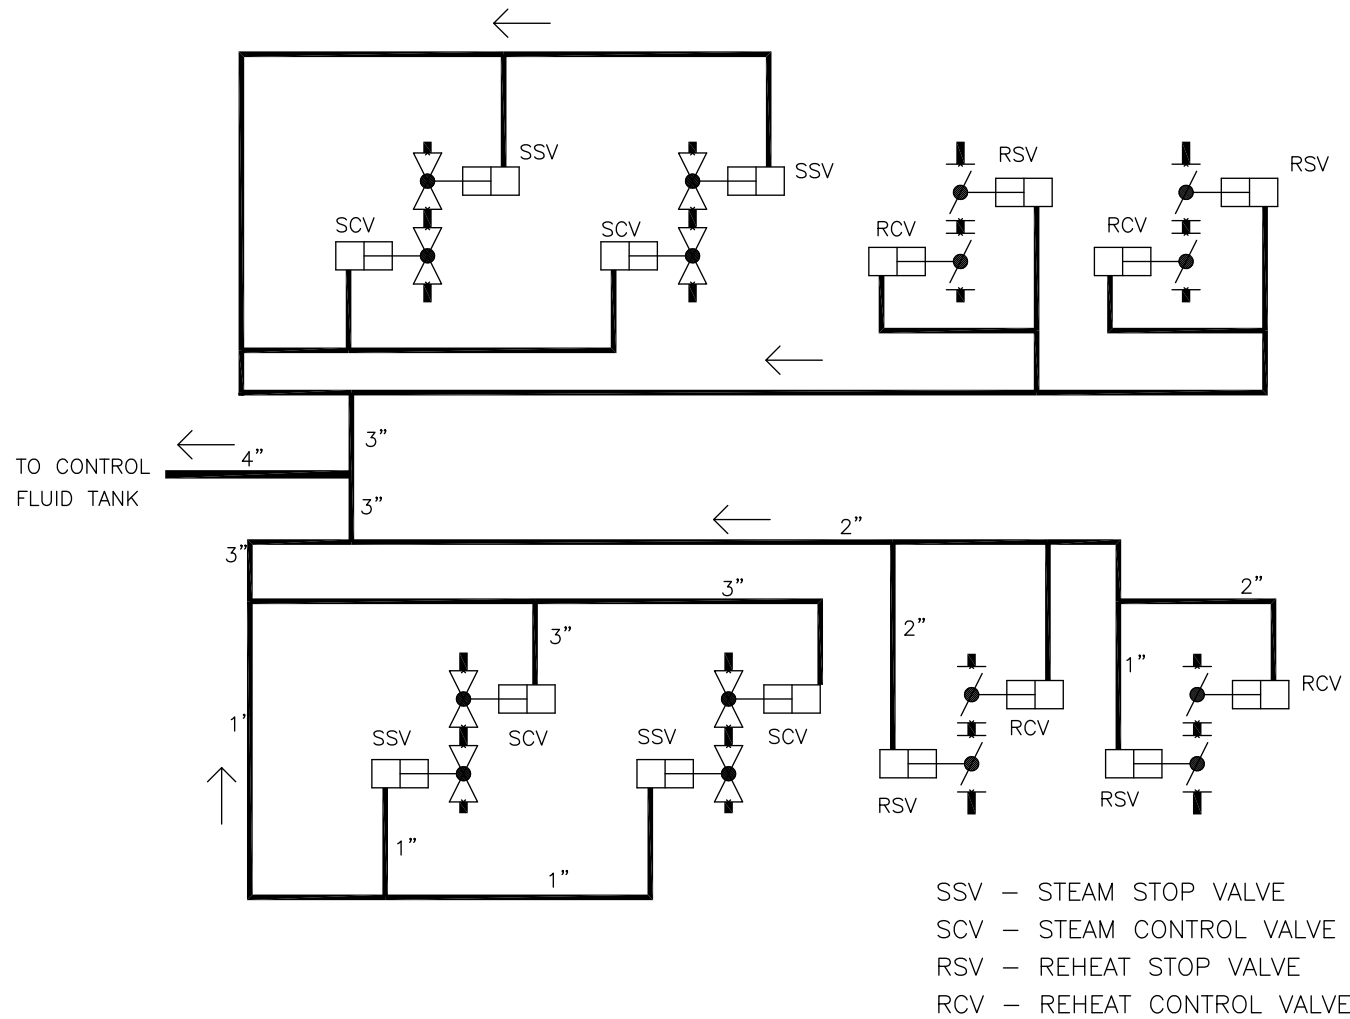 SSV
SSV
RSV
RSV
SCV
SCV
RCV
RCV
3”
4”
TO CONTROL
FLUID TANK
3”
2”
3”
3”
2”
3”
2”
1”
RCV
1’
SSV
SCV
SSV
SCV
RCV
RSV
RSV
1”
1”
SSV – STEAM STOP VALVE
SCV – STEAM CONTROL VALVE
RSV – REHEAT STOP VALVE
RCV – REHEAT CONTROL VALVE